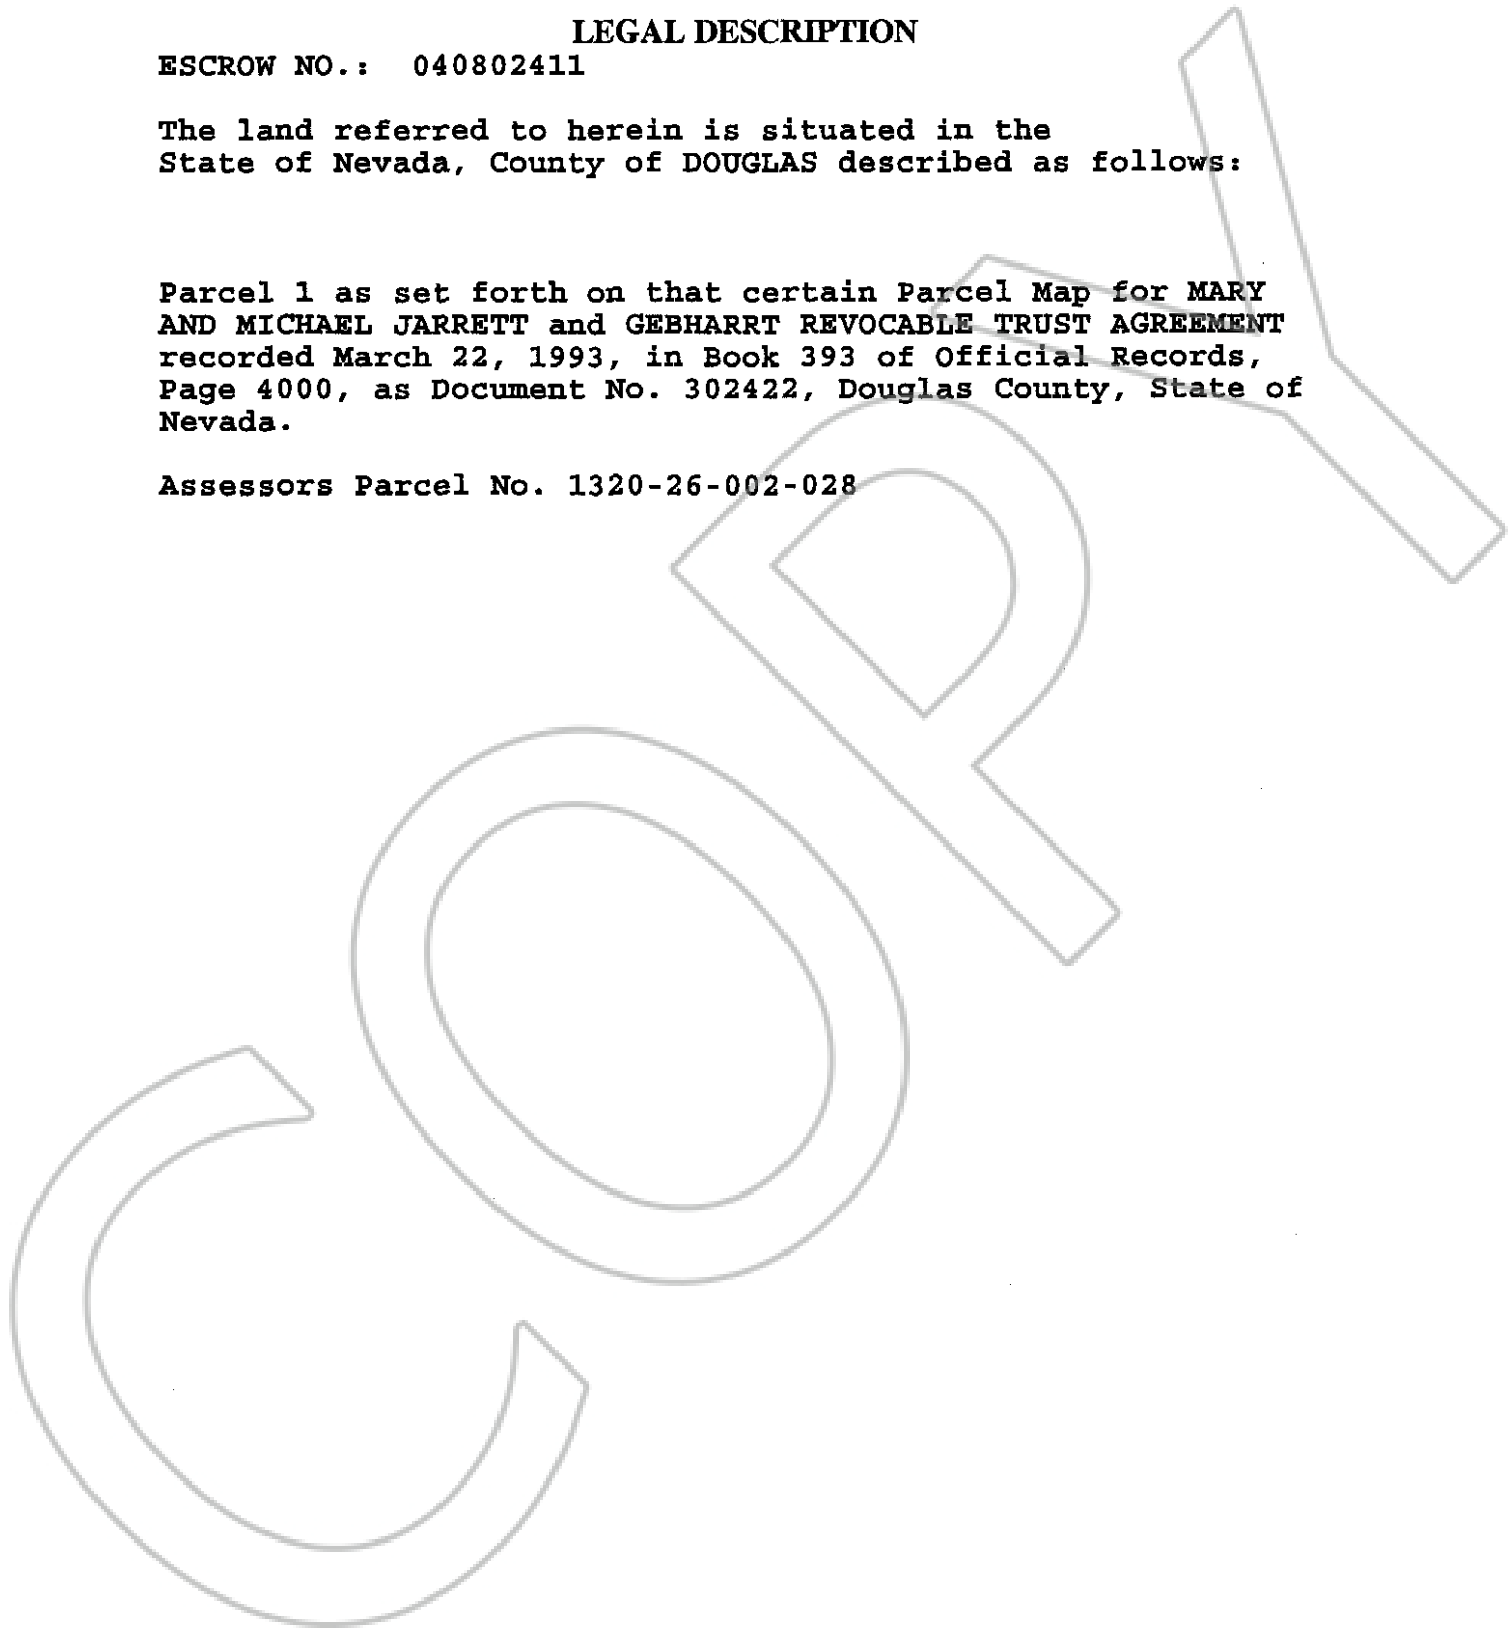 LEGAL DESCRIPTION
ESCROW NO.: 040802411
The land referred to herein is situated in the
State of Nevada, County of DOUGLAS described as follows:
Parcel 1 as set forth on that certain Parcel Map for MARY
AND MICHAEL JARRETT and GEBHARRT REVOCABLE TRUST AGREEMENT
recorded March 22, 1993, in Book 393 of Official Records,
Page 4000, as Document No. 302422, Douglas County, State of
Nevada.
Assessors Parcel No. 1320-26-002-028
COPY